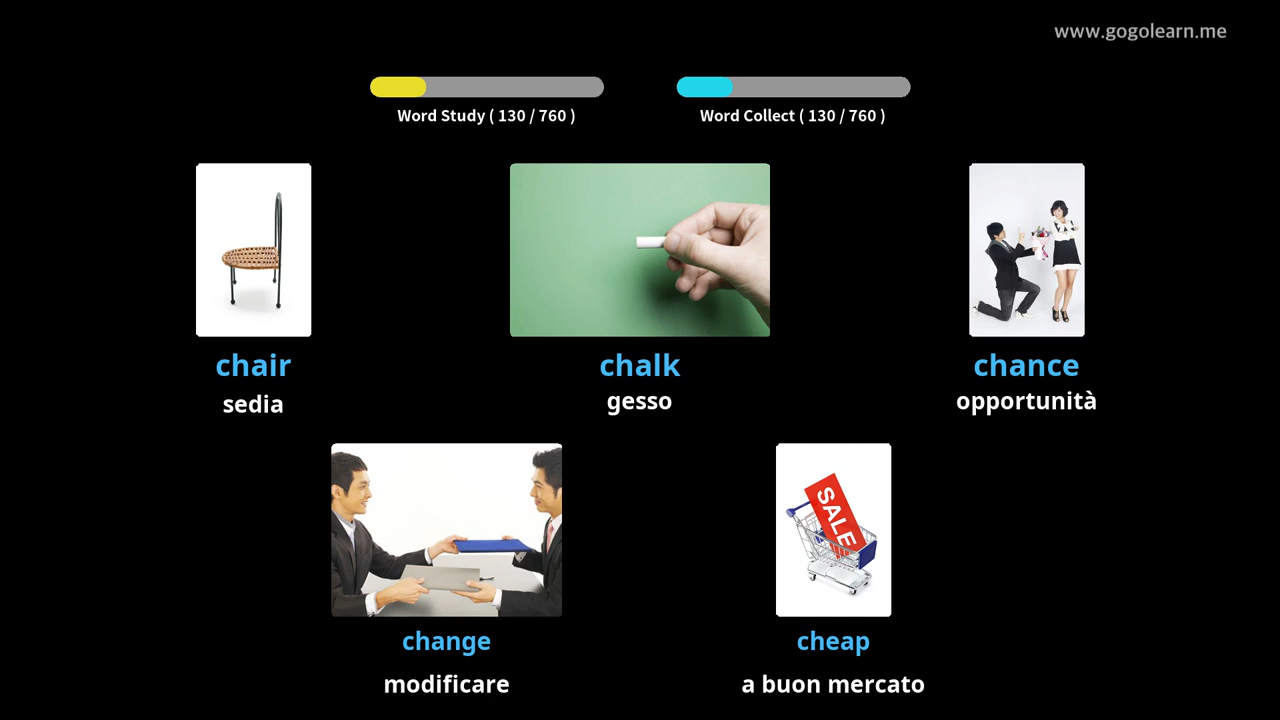 www.gogolearn.me
Word Study ( 130 / 760 )
Word Collect ( 130 / 760 )
chair
sedia
chalk
gesso
chance
opportunità
change
modificare
SALE
cheap
a buon mercato